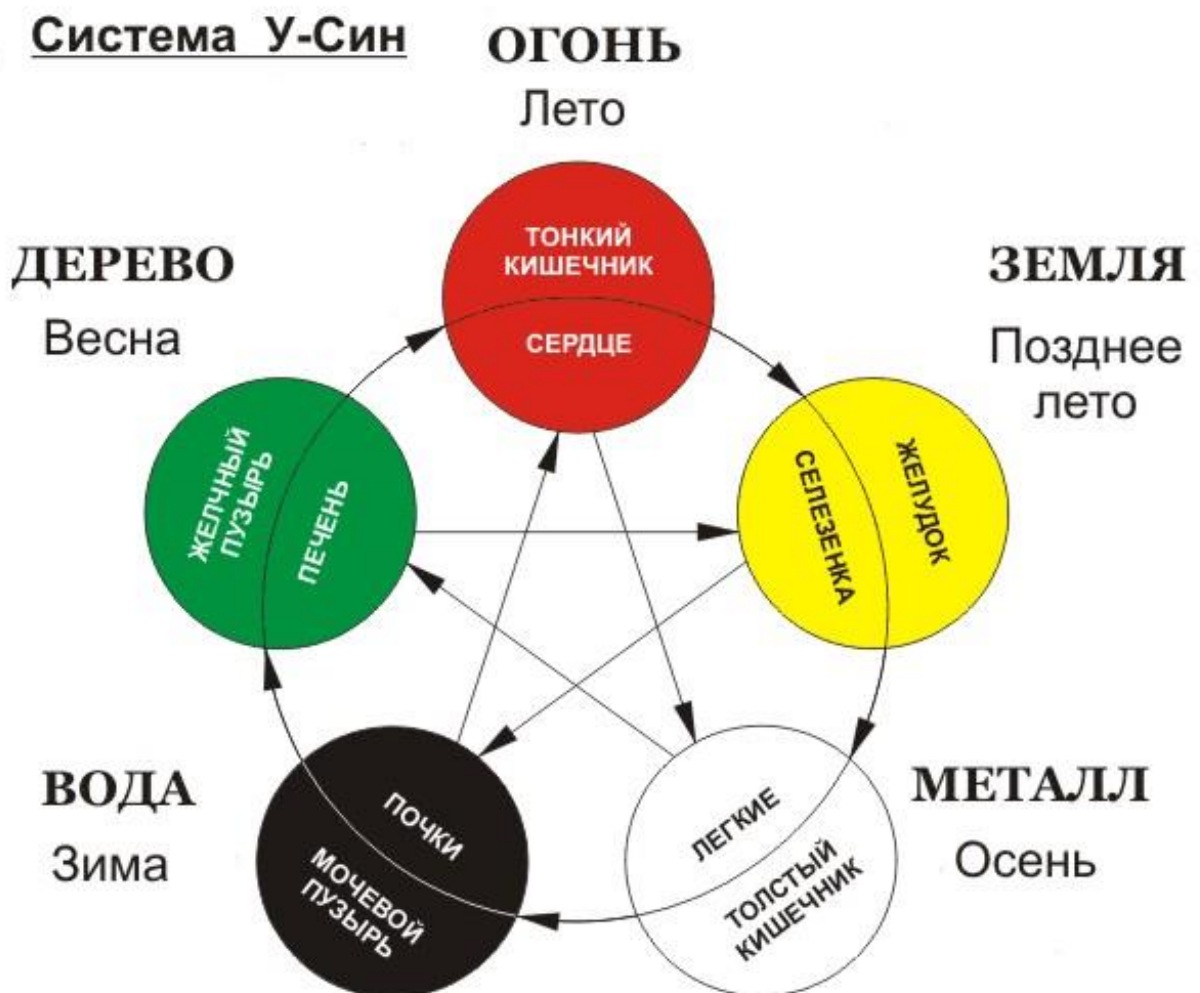 Система У-Син
ОГОНЬ
Лето
ТОНКИЙ
КИШЕЧНИК
СЕРДЦЕ
ДЕРЕВО
Весна
ЖЕЛЧНЫЙ
ПУЗЫРЬ
ПЕЧЕНЬ
ЗЕМЛЯ
Позднее
лето
СЕЛЕЗЕНКА
ЖЕЛУДОК
ВОДА
Зима
ПОЧКИ
МОЧЕВОЙ
ПУЗЫРЬ
МЕТАЛЛ
Осень
ЛЕГКИЕ
ТОЛСТЫЙ
КИШЕЧНИК